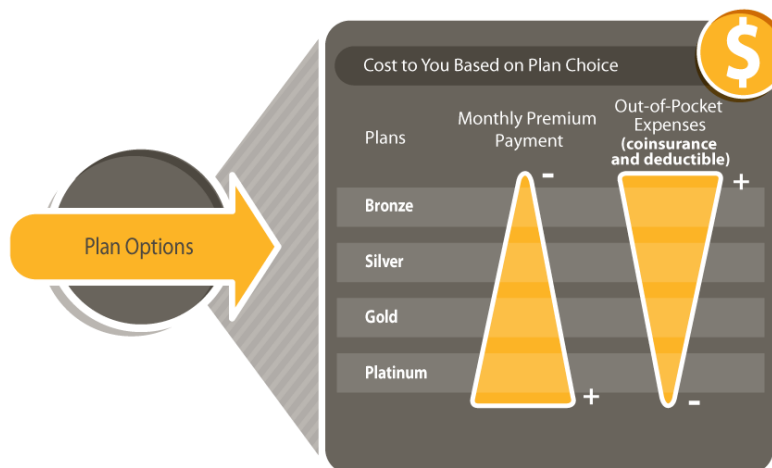 $
Cost to You Based on Plan Choice
Plans
Monthly Premium
Payment
Out-of-Pocket
Expenses
(coinsurance
and deductible)
-
+
Bronze
Plan Options
Silver
Gold
Platinum
+
-